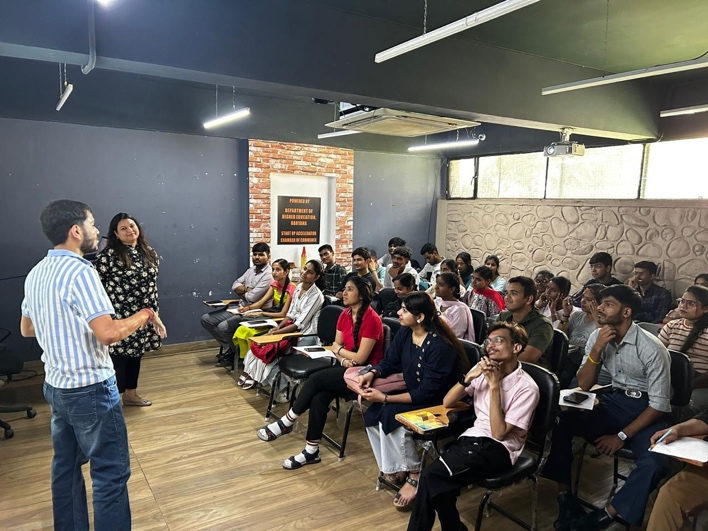 POWERED BY
DEPARTMENT OF
HIGHER EDUCATION,
HARYANA
START UP ACCELERATOR
CHAMBER OF COMMERCE